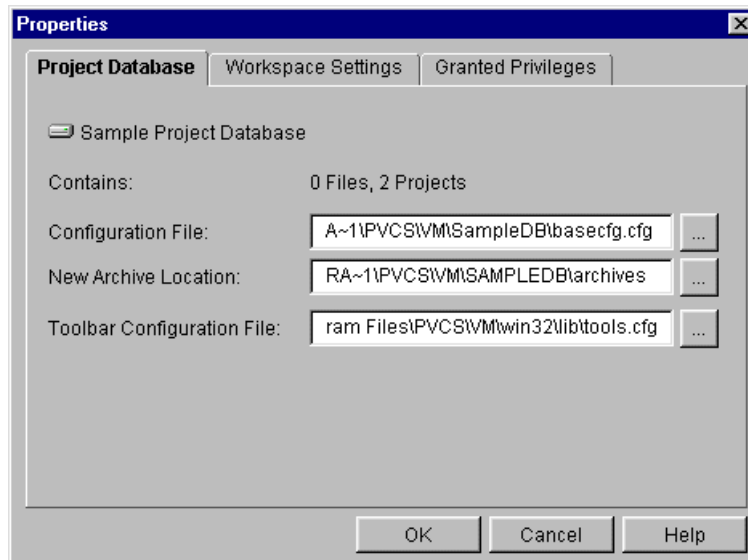 Properties
Project Database Workspace Settings Granted Privileges
Sample Project Database
Contains: 0 Files, 2 Projects
Configuration File: A~1\PVCS\VM\SampleDB\basecfg.cfg ...
New Archive Location: RA~1\PVCS\VM\SAMPLEDB\archives ...
Toolbar Configuration File: ram Files\PVCS\VM\win32\lib\tools.cfg ...
OK Cancel Help